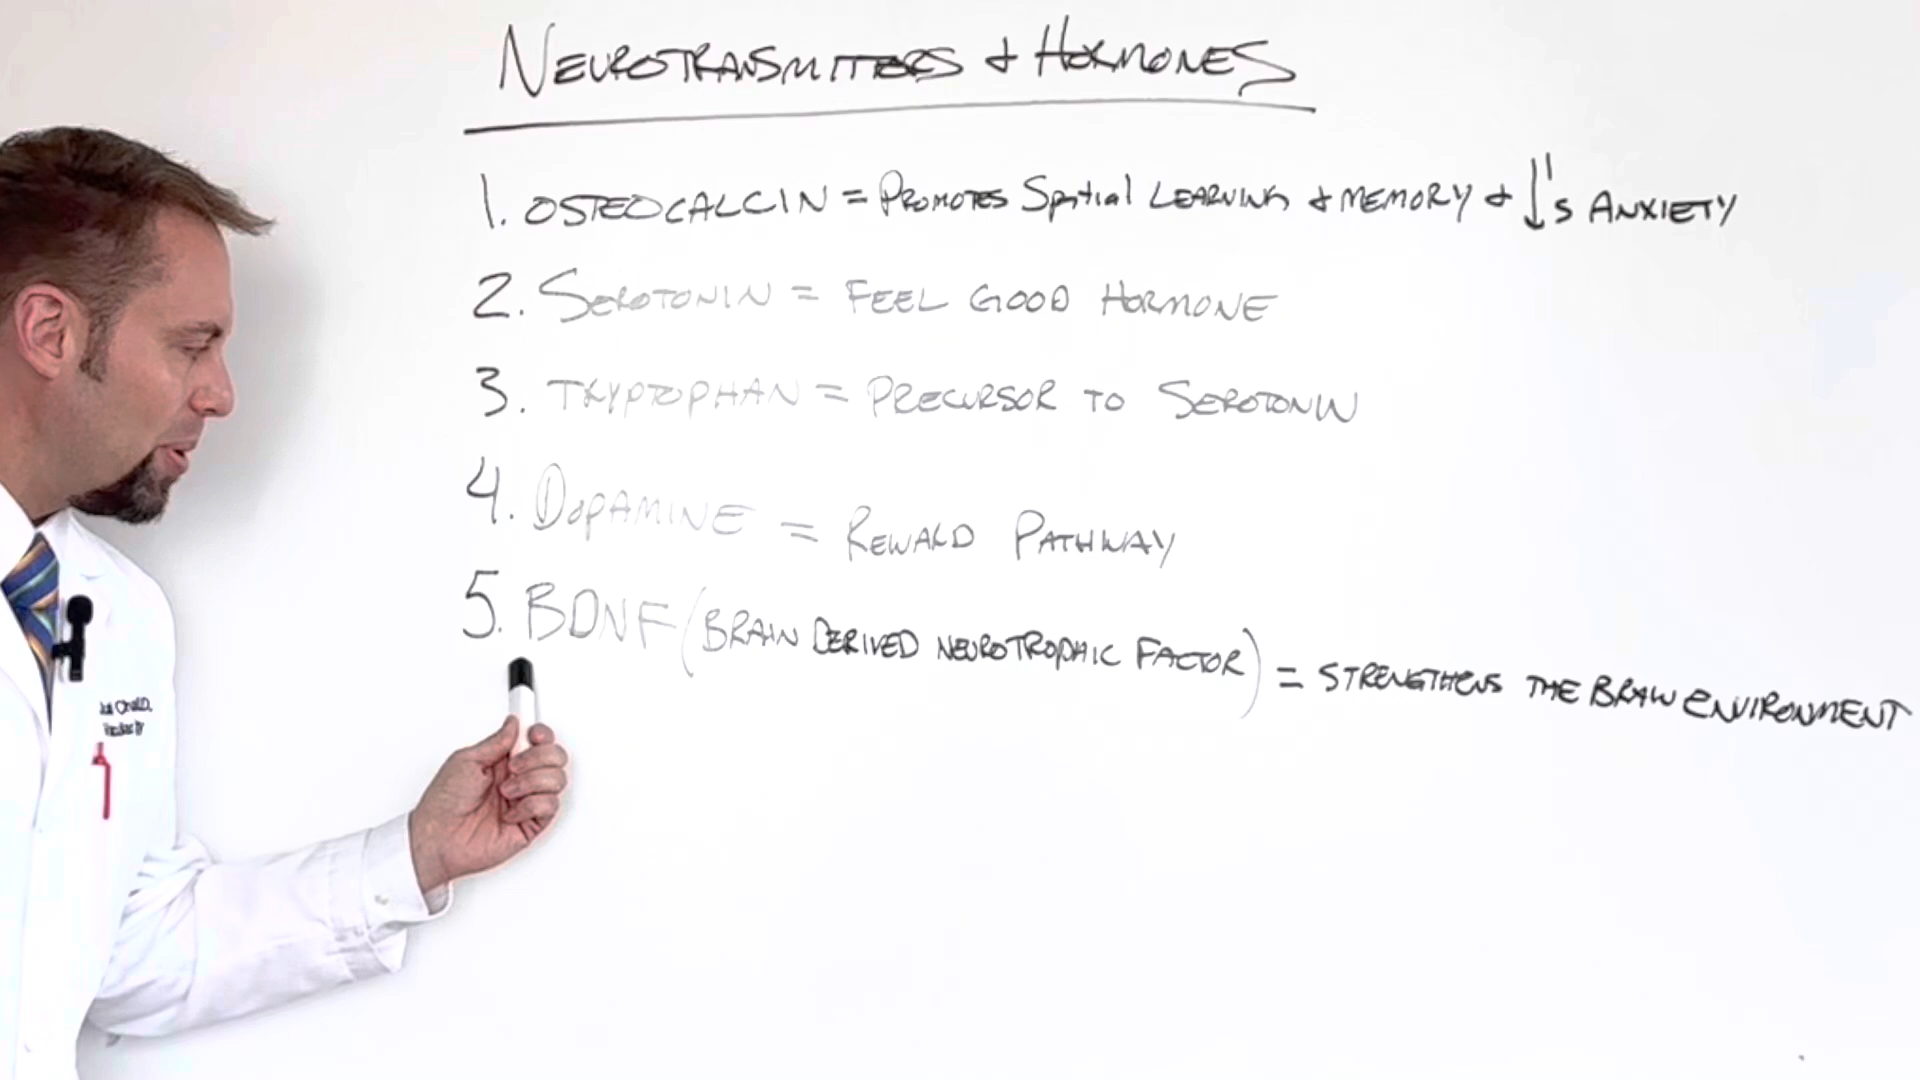 NEUROTRANSMITTERS & HORMONES
1. OSTEOCALCIN = PROMOTES Spatial LEARNING & MEMORY & ↓'s ANXIETY
2. SEROTONIN = FEEL GOOD HORMONE
3. TRYPTOPHAN = PRECURSOR TO SEROTONIN
4. DOPAMINE = REWARD PATHWAY
5. BDNF (BRAIN DERIVED NEUROTROPHIC FACTOR) = STRENGTHENS THE BRAIN ENVIRONMENT